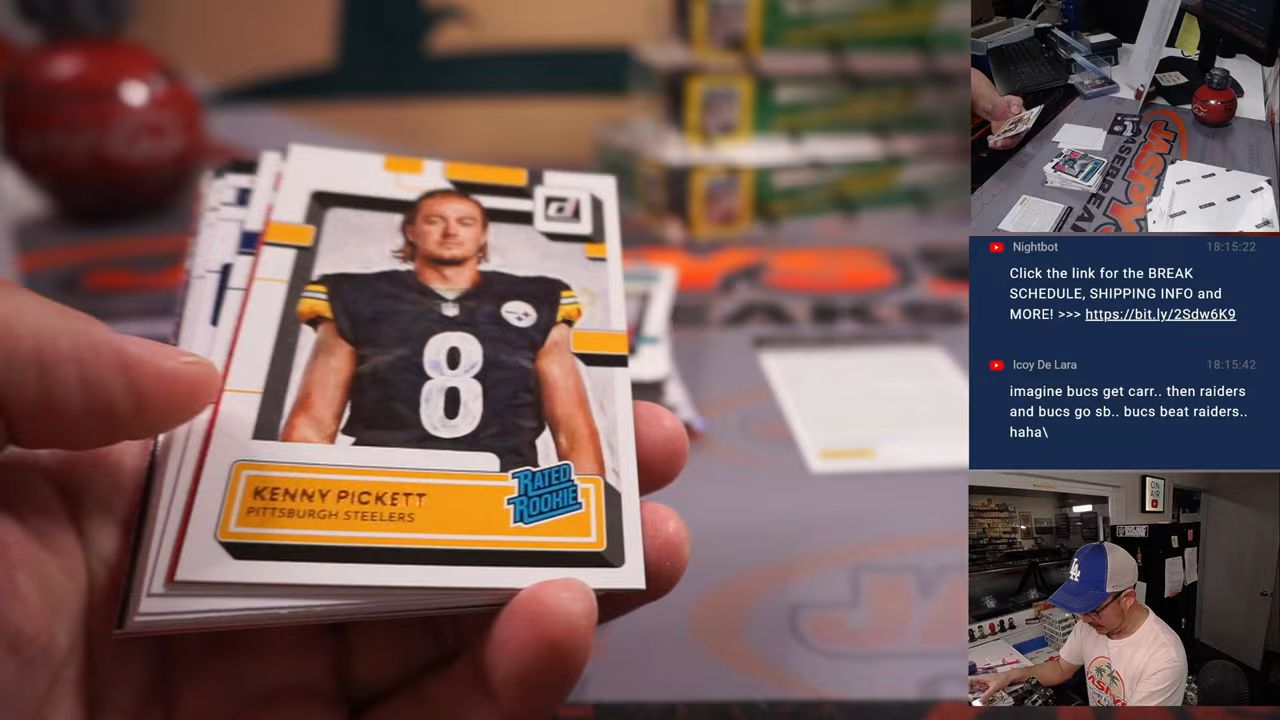 KENNY PICKETT
PITTSBURGH STEELERS
RATED
ROOKIE
8
Nightbot 18:15:22
Click the link for the BREAK
SCHEDULE, SHIPPING INFO and
MORE! >>> https://bit.ly/2Sdw6K9
Icoy De Lara 18:15:42
imagine bucs get carr.. then raiders
and bucs go sb.. bucs beat raiders..
haha\
JASPY
ON
AIR
LA